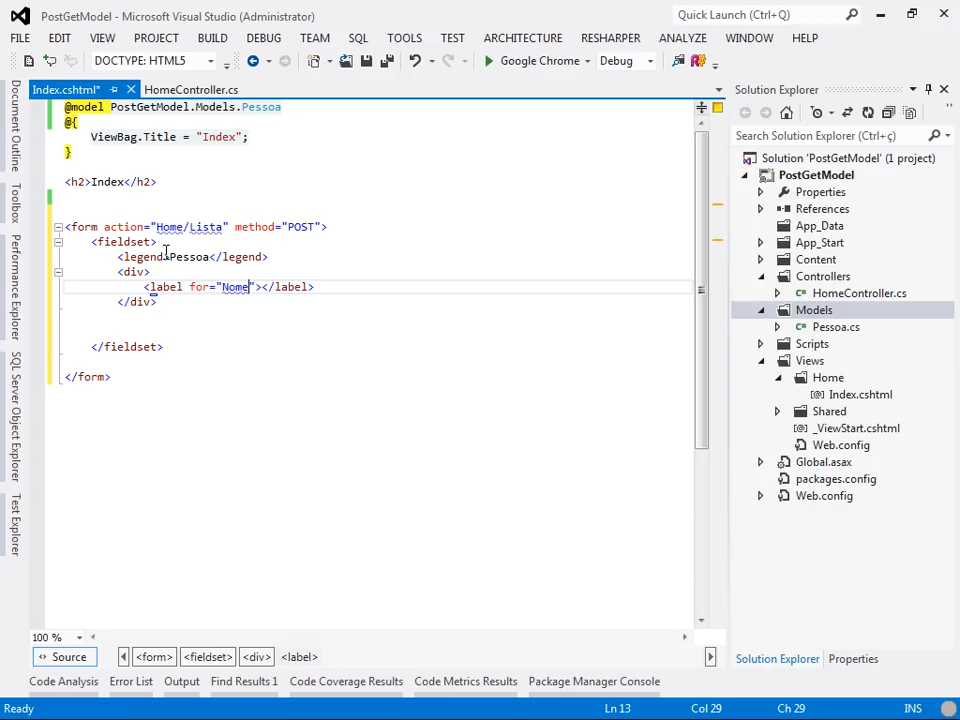 PostGetModel - Microsoft Visual Studio (Administrator)
Quick Launch (Ctrl+Q)
FILE EDIT VIEW PROJECT BUILD DEBUG TEAM SQL TOOLS TEST ARCHITECTURE RESHARPER ANALYZE WINDOW HELP
DOCTYPE: HTML5
Google Chrome
Debug
Index.cshtml*
HomeController.cs
@model PostGetModel.Models.Pessoa
@{
ViewBag.Title = "Index";
}
<h2>Index</h2>
<form action="Home/Lista" method="POST">
<fieldset>
<legend>Pessoa</legend>
<div>
<label for="Nome"></label>
</div>
</fieldset>
</form>
Document Outline
Toolbox
Performance Explorer
SQL Server Object Explorer
Test Explorer
Solution Explorer
Search Solution Explorer (Ctrl+ç)
Solution 'PostGetModel' (1 project)
PostGetModel
Properties
References
App_Data
App_Start
Content
Controllers
HomeController.cs
Models
Pessoa.cs
Scripts
Views
Home
Index.cshtml
Shared
_ViewStart.cshtml
Web.config
Global.asax
packages.config
Web.config
100 %
Source
<form>
<fieldset>
<div>
<label>
Solution Explorer
Properties
Code Analysis
Error List
Output
Find Results 1
Code Coverage Results
Code Metrics Results
Package Manager Console
Ready
Ln 13
Col 29
Ch 29
INS